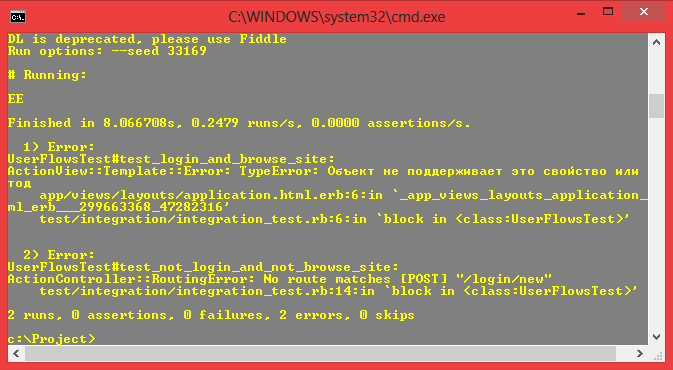 C:\WINDOWS\system32\cmd.exe
DL is deprecated, please use Fiddle
Run options: --seed 33169
# Running:
EE
Finished in 8.066708s, 0.2479 runs/s, 0.0000 assertions/s.
1) Error:
UserFlowsTest#test_login_and_browse_site:
ActionView::Template::Error: TypeError: Объект не поддерживает это свойство или
тод
app/views/layouts/application.html.erb:6:in `_app_views_layouts_application_
ml_erb___299663368_47282316'
test/integration/integration_test.rb:6:in `block in <class:UserFlowsTest>'
2) Error:
UserFlowsTest#test_not_login_and_not_browse_site:
ActionController::RoutingError: No route matches [POST] "/login/new"
test/integration/integration_test.rb:14:in `block in <class:UserFlowsTest>'
2 runs, 0 assertions, 0 failures, 2 errors, 0 skips
c:\Project>